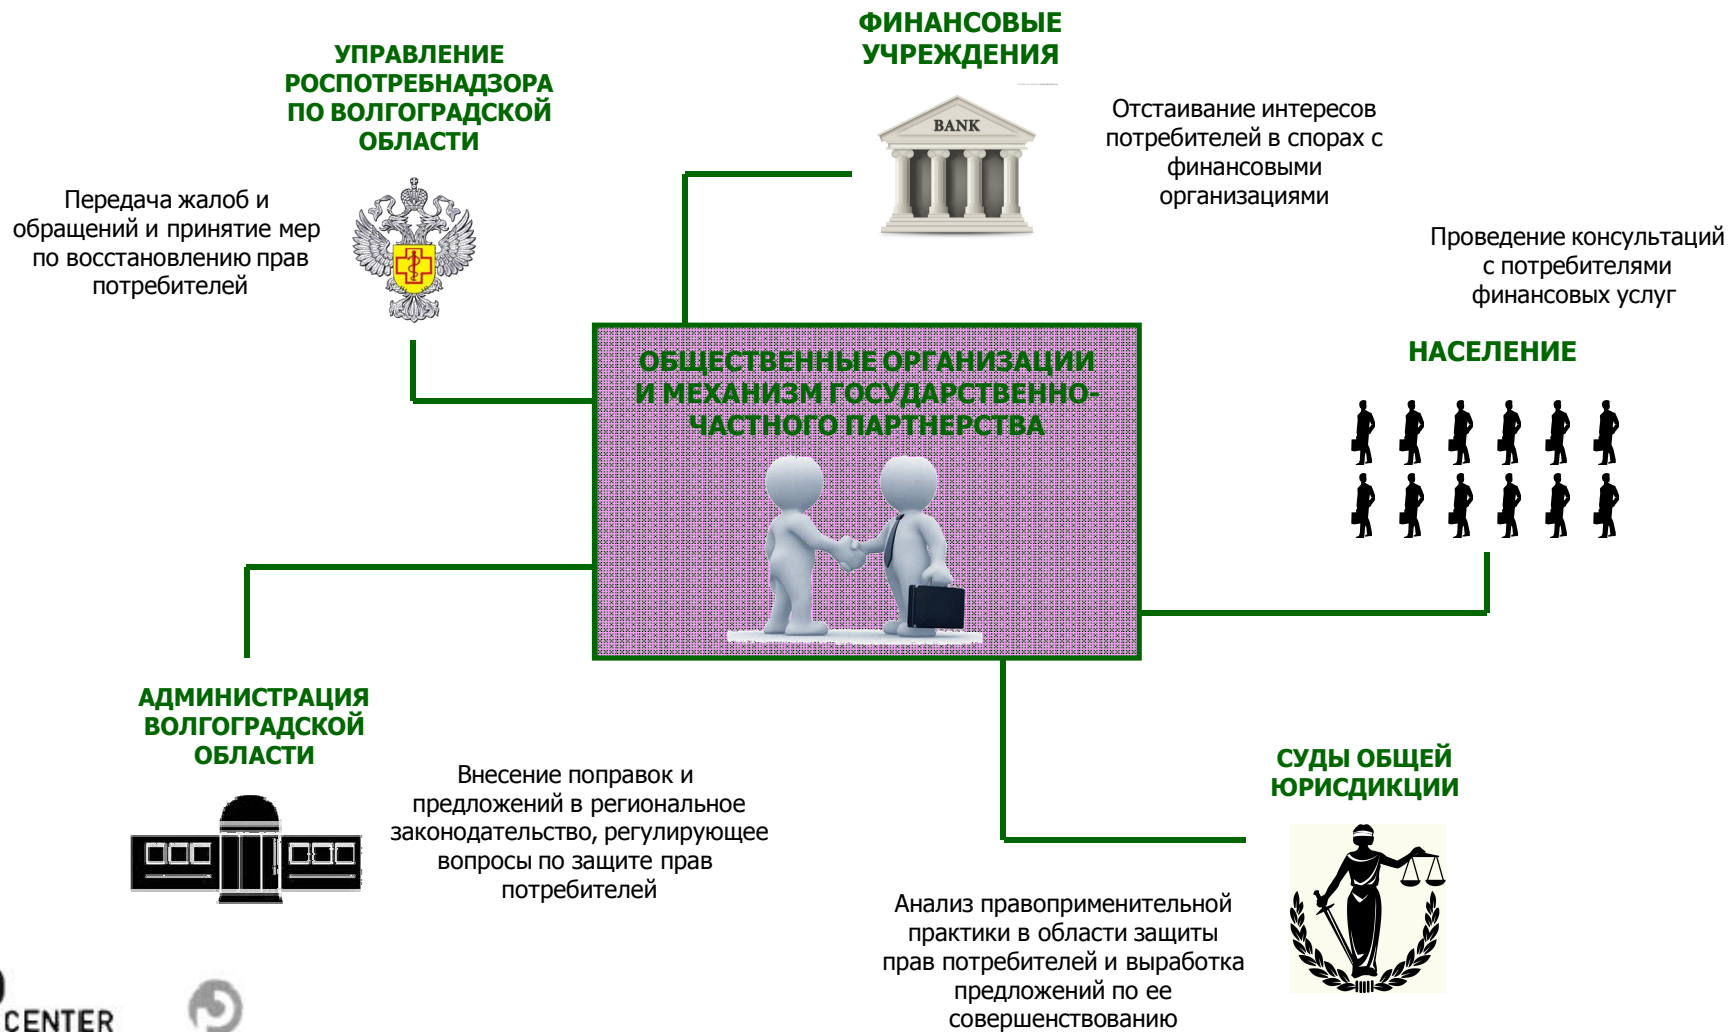 ФИНАНСОВЫЕ
УЧРЕЖДЕНИЯ
УПРАВЛЕНИЕ
РОСПОТРЕБНАДЗОРА
ПО ВОЛГОГРАДСКОЙ
ОБЛАСТИ
BANK
Отстаивание интересов
потребителей в спорах с
финансовыми
организациями
Передача жалоб и
обращений и принятие мер
по восстановлению прав
потребителей
Проведение консультаций
с потребителями
финансовых услуг
НАСЕЛЕНИЕ
ОБЩЕСТВЕННЫЕ ОРГАНИЗАЦИИ
И МЕХАНИЗМ ГОСУДАРСТВЕННО-
ЧАСТНОГО ПАРТНЕРСТВА
АДМИНИСТРАЦИЯ
ВОЛГОГРАДСКОЙ
ОБЛАСТИ
Внесение поправок и
предложений в региональное
законодательство, регулирующее
вопросы по защите прав
потребителей
СУДЫ ОБЩЕЙ
ЮРИСДИКЦИИ
Анализ правоприменительной
практики в области защиты
прав потребителей и выработка
предложений по ее
совершенствованию
CENTER